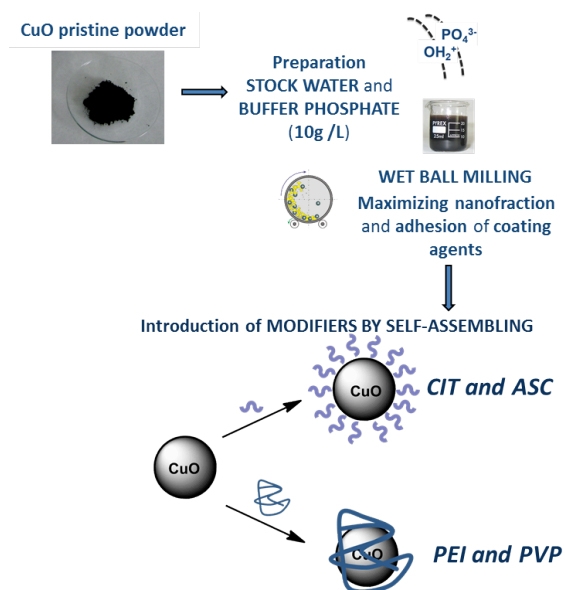 CuO pristine powder
Preparation
STOCK WATER and
BUFFER PHOSPHATE
(10g /L)
PO₄³⁻
OH₂⁺
PYREX
WET BALL MILLING
Maximizing nanofraction
and adhesion of coating
agents
Introduction of MODIFIERS BY SELF-ASSEMBLING
CuO
CIT and ASC
CuO
CuO
PEI and PVP